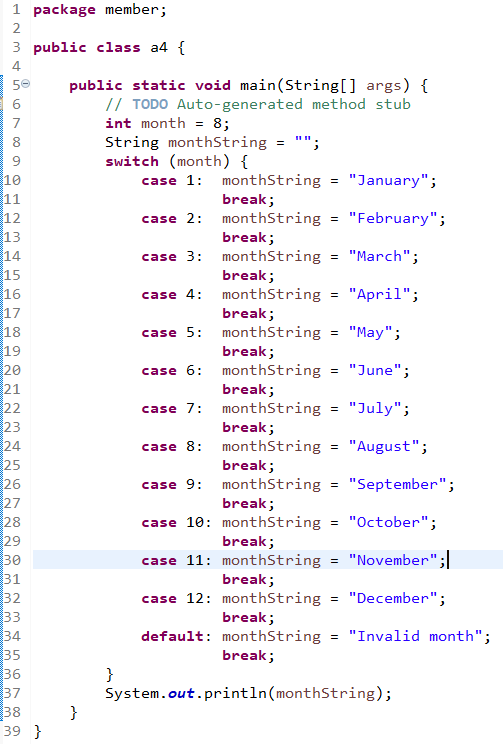 1 package member;
2
3 public class a4 {
4
5     public static void main(String[] args) {
6         // TODO Auto-generated method stub
7         int month = 8;
8         String monthString = "";
9         switch (month) {
10             case 1:  monthString = "January";
11                      break;
12             case 2:  monthString = "February";
13                      break;
14             case 3:  monthString = "March";
15                      break;
16             case 4:  monthString = "April";
17                      break;
18             case 5:  monthString = "May";
19                      break;
20             case 6:  monthString = "June";
21                      break;
22             case 7:  monthString = "July";
23                      break;
24             case 8:  monthString = "August";
25                      break;
26             case 9:  monthString = "September";
27                      break;
28             case 10: monthString = "October";
29                      break;
30             case 11: monthString = "November";
31                      break;
32             case 12: monthString = "December";
33                      break;
34             default: monthString = "Invalid month";
35                      break;
36         }
37         System.out.println(monthString);
38     }
39 }